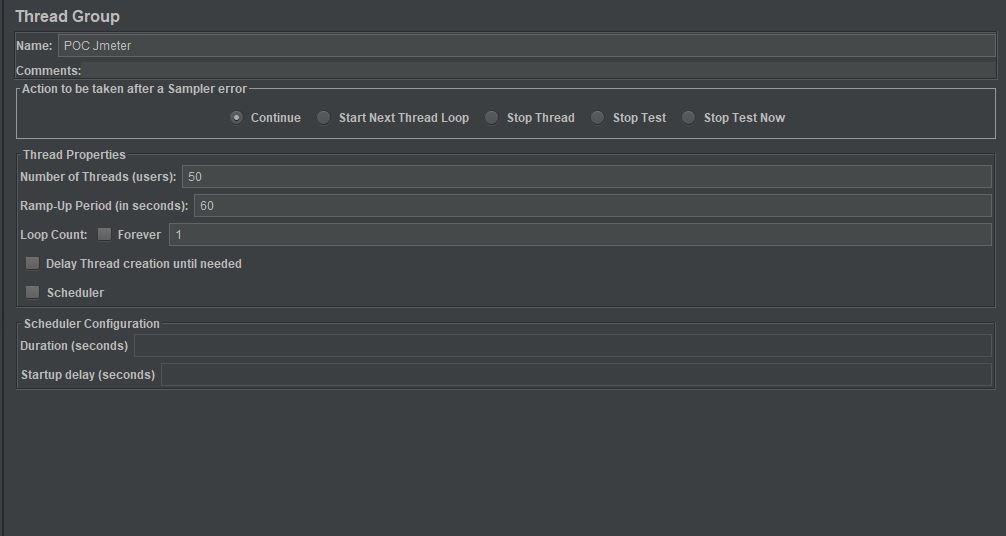 Thread Group
Name: POC Jmeter
Comments:
Action to be taken after a Sampler error
Continue Start Next Thread Loop Stop Thread Stop Test Stop Test Now
Thread Properties
Number of Threads (users): 50
Ramp-Up Period (in seconds): 60
Loop Count: Forever 1
Delay Thread creation until needed
Scheduler
Scheduler Configuration
Duration (seconds)
Startup delay (seconds)